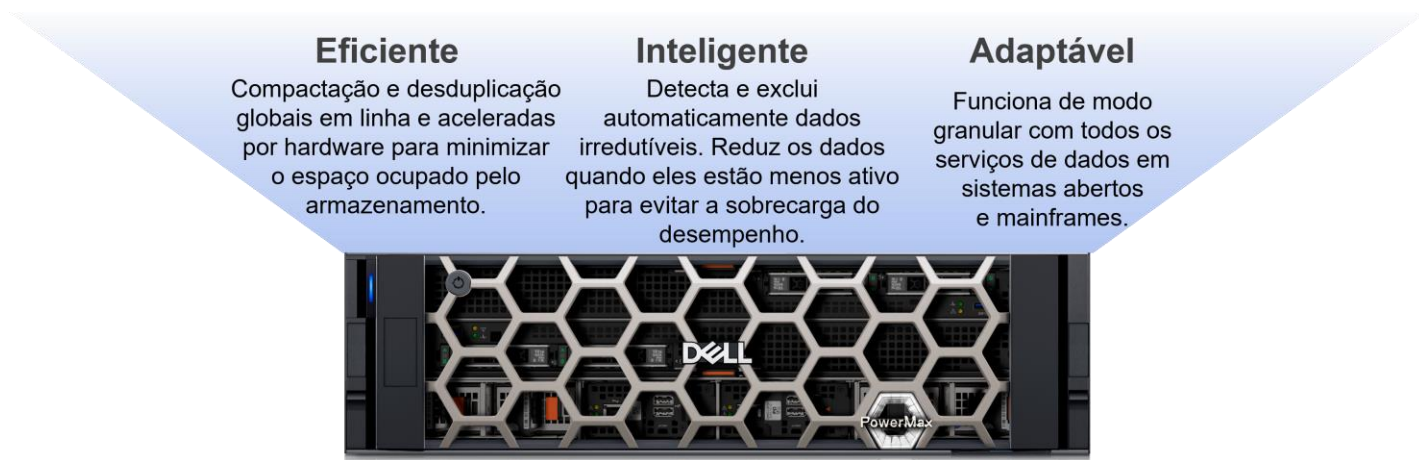 Eficiente
Compactação e desduplicação
globais em linha e aceleradas
por hardware para minimizar
o espaço ocupado pelo
armazenamento.
Inteligente
Detecta e exclui
automaticamente dados
irredutíveis. Reduz os dados
quando eles estão menos ativo
para evitar a sobrecarga do
desempenho.
Adaptável
Funciona de modo
granular com todos os
serviços de dados em
sistemas abertos
e mainframes.
DELL
PowerMax